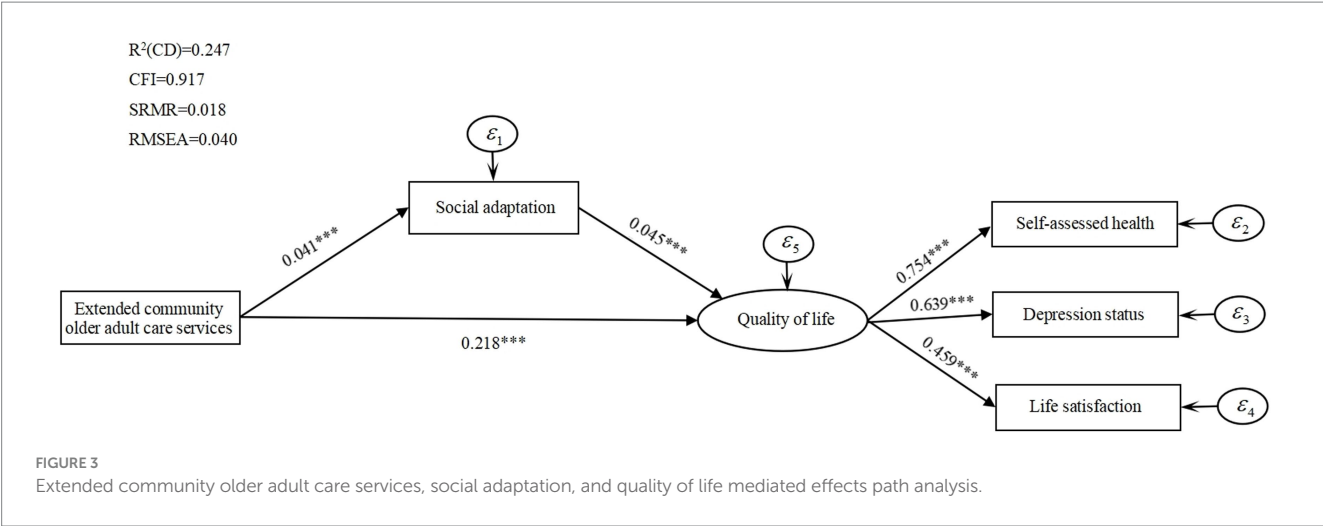 R²(CD)=0.247
CFI=0.917
SRMR=0.018
RMSEA=0.040
ε₁
Social adaptation
0.041***
0.045***
ε₅
Extended community
older adult care services
0.218***
Quality of life
0.754***
Self-assessed health
ε₂
0.639***
Depression status
ε₃
0.459***
Life satisfaction
ε₄
FIGURE 3
Extended community older adult care services, social adaptation, and quality of life mediated effects path analysis.